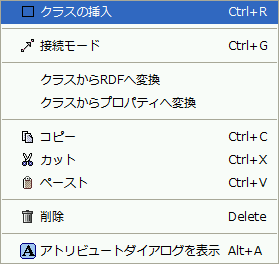 クラスの挿入 Ctrl+R
接続モード Ctrl+G
クラスからRDFへ変換
クラスからプロパティへ変換
コピー Ctrl+C
カット Ctrl+X
ペースト Ctrl+V
削除 Delete
A アトリビュートダイアログを表示 Alt+A